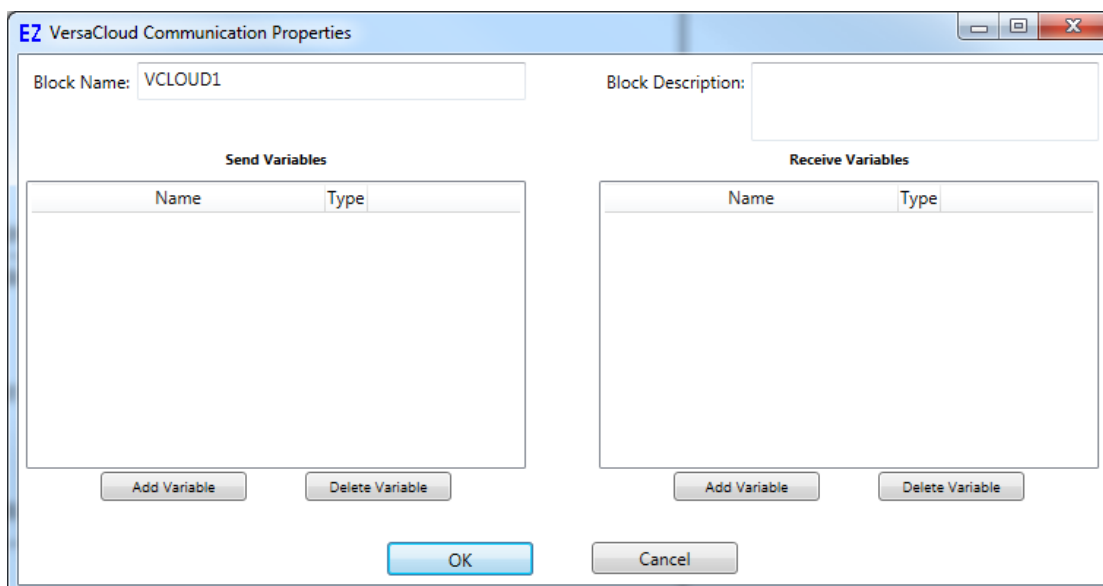 EZ VersaCloud Communication Properties
Block Name: VCLOUD1 Block Description:
Send Variables Receive Variables
Name Type Name Type
Add Variable Delete Variable Add Variable Delete Variable
OK Cancel